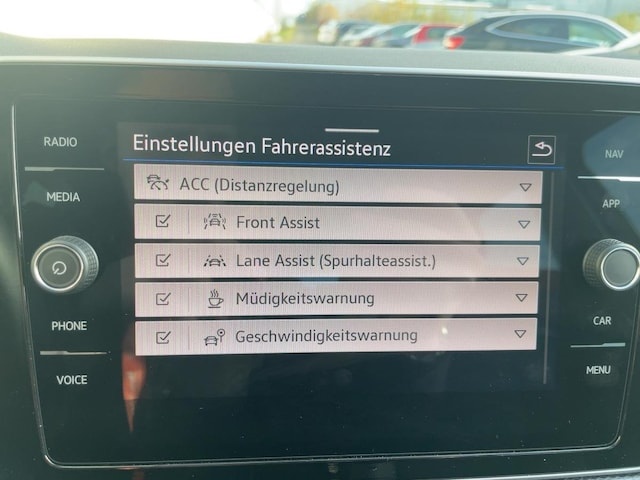 RADIO
MEDIA
PHONE
VOICE
Einstellungen Fahrerassistenz
ACC (Distanzregelung)
Front Assist
Lane Assist (Spurhalteassist.)
Müdigkeitswarnung
Geschwindigkeitswarnung
NAV
APP
CAR
MENU